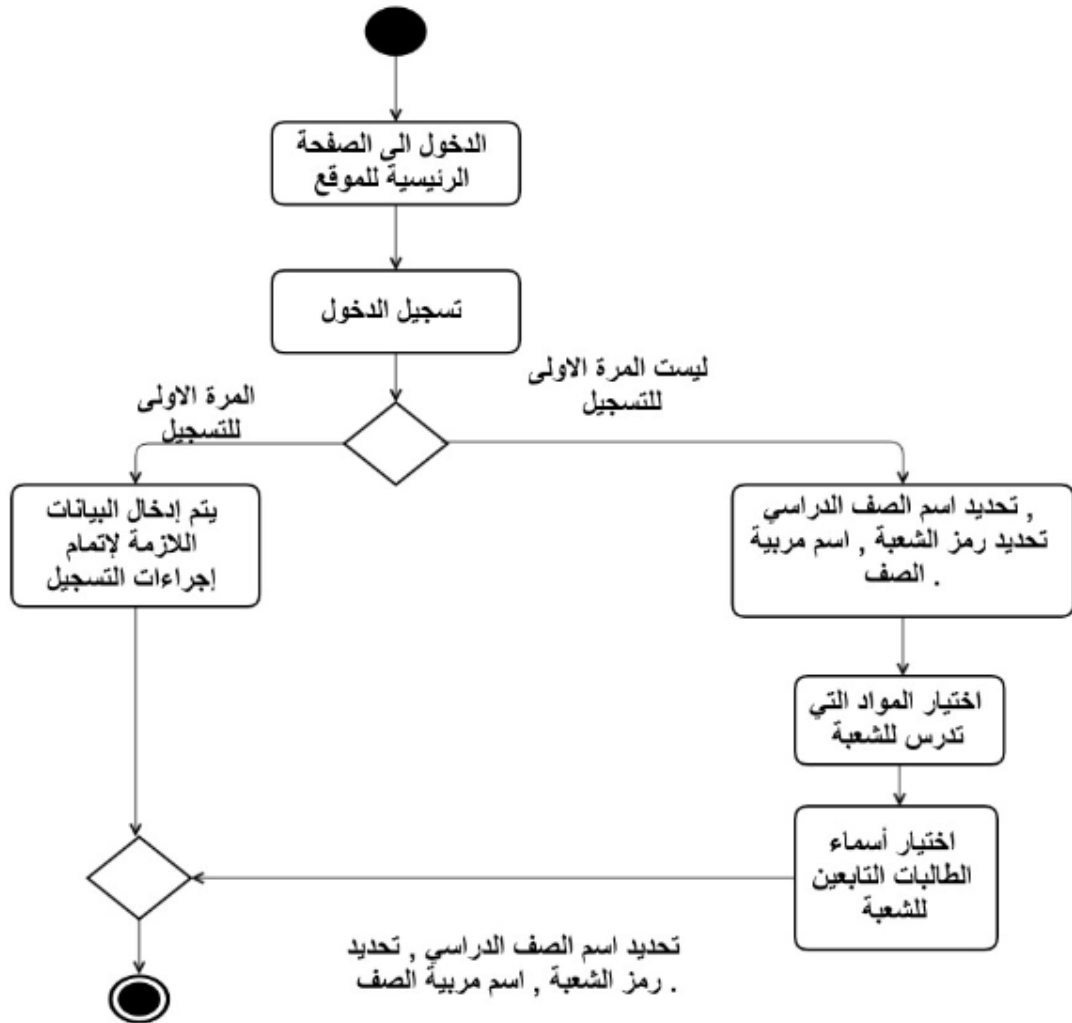 الدخول الى الصفحة
الرئيسية للموقع
تسجيل الدخول
ليست المرة الاولى
للتسجيل
المرة الاولى
للتسجيل
يتم إدخال البيانات
اللازمة لإتمام
إجراءات التسجيل
تحديد اسم الصف الدراسي ,
تحديد رمز الشعبة , اسم مربية
الصف .
اختيار المواد التي
تدرس للشعبة
اختيار أسماء
الطالبات التابعين
للشعبة
تحديد اسم الصف الدراسي , تحديد
رمز الشعبة , اسم مربية الصف .